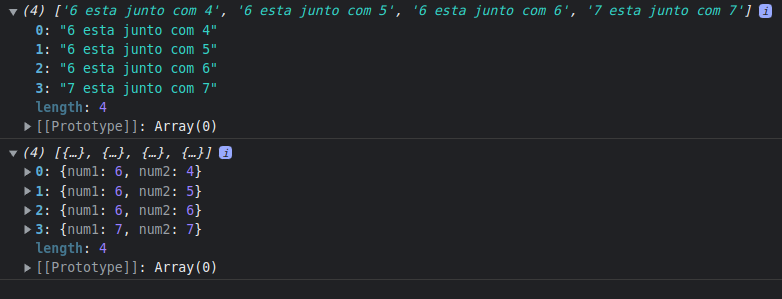 (4) ['6 esta junto com 4', '6 esta junto com 5', '6 esta junto com 6', '7 esta junto com 7'] i
0: "6 esta junto com 4"
1: "6 esta junto com 5"
2: "6 esta junto com 6"
3: "7 esta junto com 7"
length: 4
[[Prototype]]: Array(0)
(4) [{…}, {…}, {…}, {…}] i
0: {num1: 6, num2: 4}
1: {num1: 6, num2: 5}
2: {num1: 6, num2: 6}
3: {num1: 7, num2: 7}
length: 4
[[Prototype]]: Array(0)